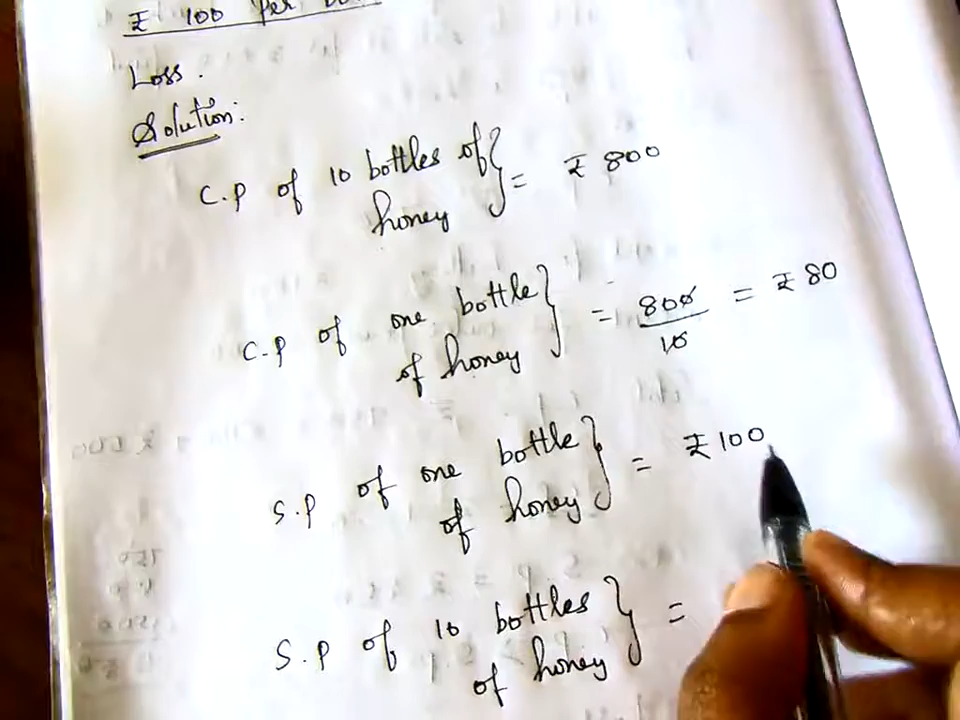 ₹ 100 per
Loss.
Solution:
C.P of 10 bottles of } = ₹ 800
honey
C.P of one bottle } = 800/10 = ₹ 80
of honey
S.P of one bottle } = ₹ 100
of honey
S.P of 10 bottles } =
of honey